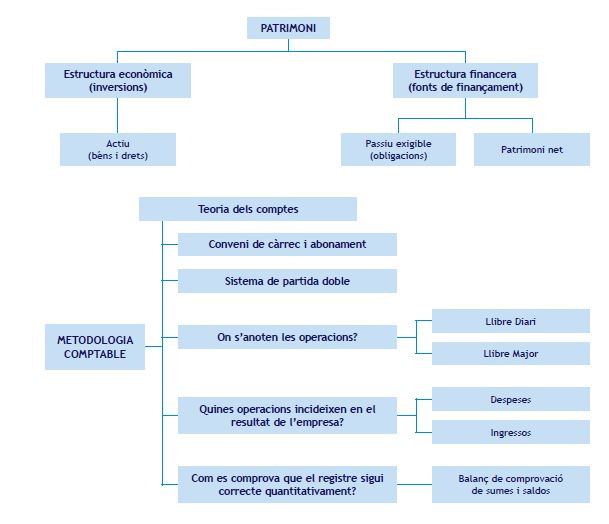 PATRIMONI
Estructura econòmica
(inversions)
Estructura financera
(fonts de finançament)
Actiu
(bèns i drets)
Passiu exigible
(obligacions)
Patrimoni net
Teoria dels comptes
Conveni de càrrec i abonament
Sistema de partida doble
METODOLOGIA
COMPTABLE
On s’anoten les operacions?
Llibre Diari
Llibre Major
Quines operacions incideixen en el
resultat de l’empresa?
Despeses
Ingressos
Com es comprova que el registre sigui
correcte quantitativament?
Balanç de comprovació
de sumes i saldos